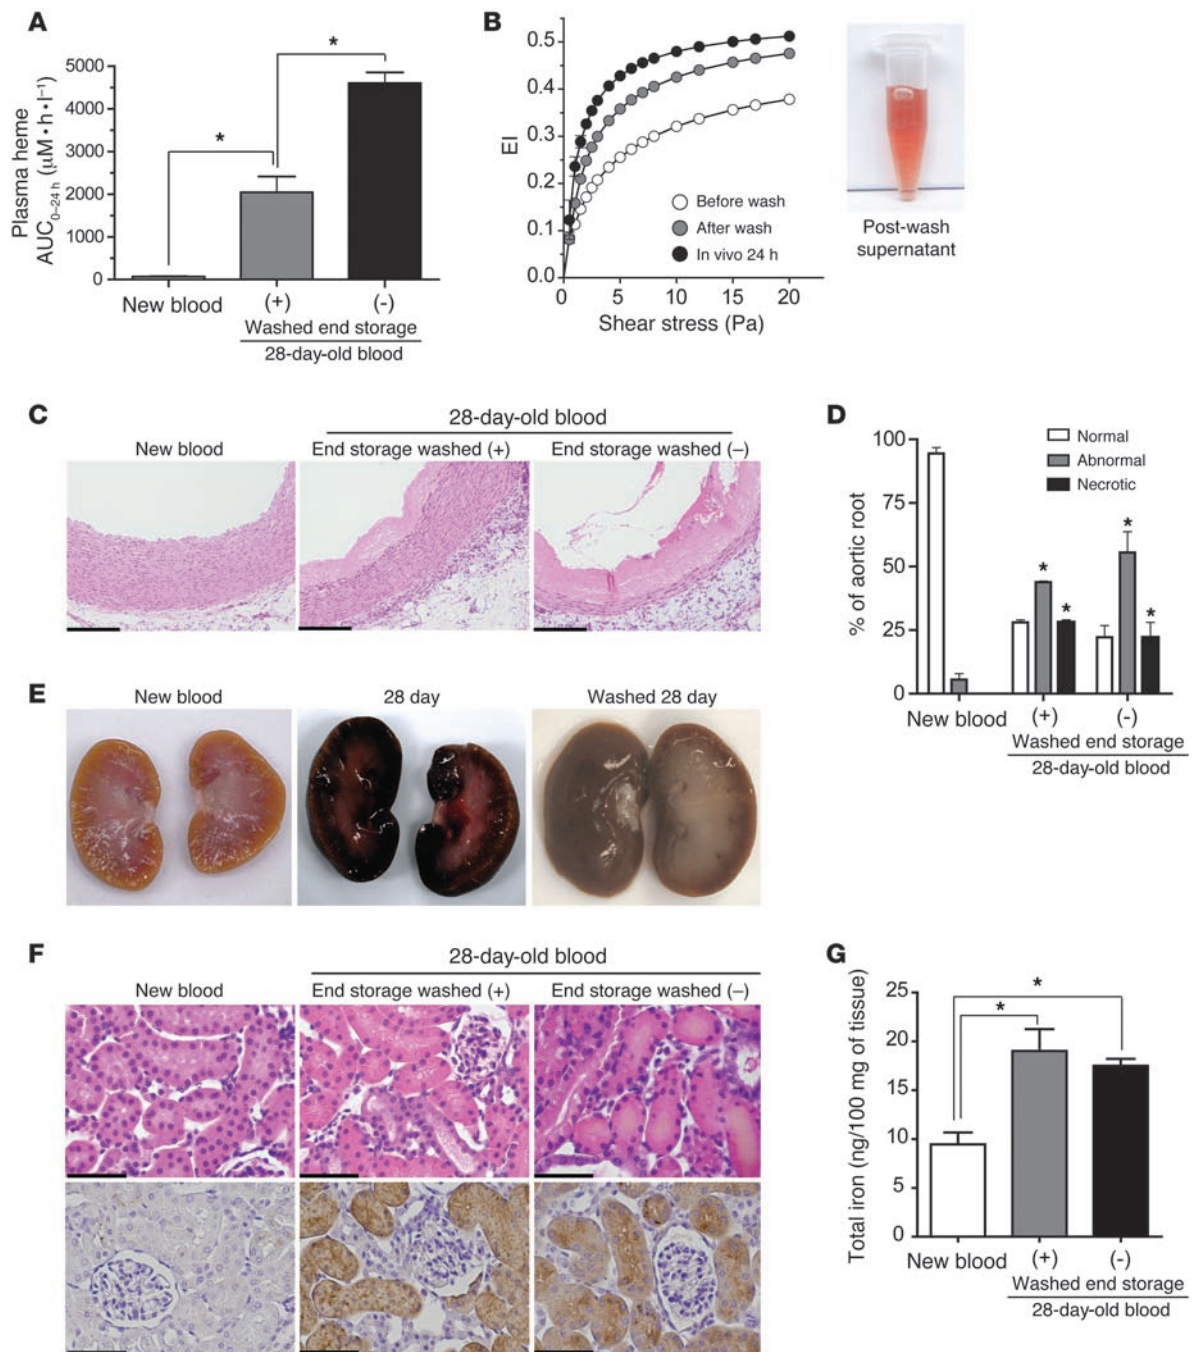 A
Plasma heme
AUC0–24 h (µM • h • l–1)
5000
4000
3000
2000
1000
0
*
*
New blood
(+)
(-)
Washed end storage
28-day-old blood
B
EI
0.5
0.4
0.3
0.2
0.1
0.0
0
5
10
15
20
Shear stress (Pa)
Before wash
After wash
In vivo 24 h
Post-wash
supernatant
C
28-day-old blood
New blood
End storage washed (+)
End storage washed (–)
D
% of aortic root
100
75
50
25
0
Normal
Abnormal
Necrotic
*
*
*
*
New blood
(+)
(-)
Washed end storage
28-day-old blood
E
New blood
28 day
Washed 28 day
F
28-day-old blood
New blood
End storage washed (+)
End storage washed (–)
G
Total iron (ng/100 mg of tissue)
25
20
15
10
5
0
*
*
New blood
(+)
(-)
Washed end storage
28-day-old blood